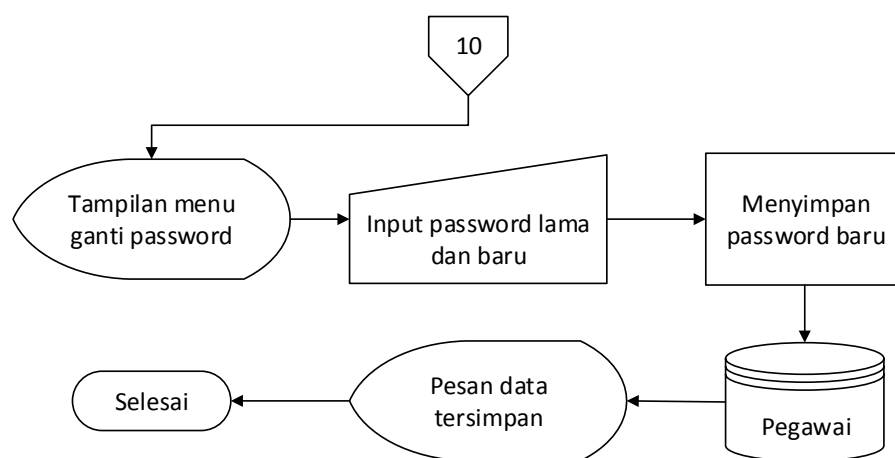 10
Tampilan menu
ganti password
Input password lama
dan baru
Menyimpan
password baru
Pegawai
Pesan data
tersimpan
Selesai